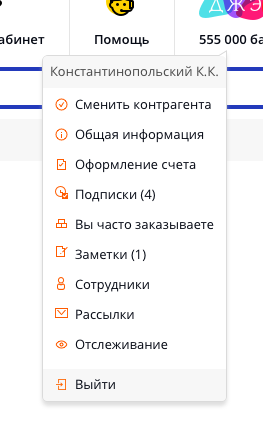 ДЖЭ
абинет
Помощь
555 000 ба
Константинопольский К.К.
Сменить контрагента
Общая информация
Оформление счета
Подписки (4)
Вы часто заказываете
Заметки (1)
Сотрудники
Рассылки
Отслеживание
Выйти